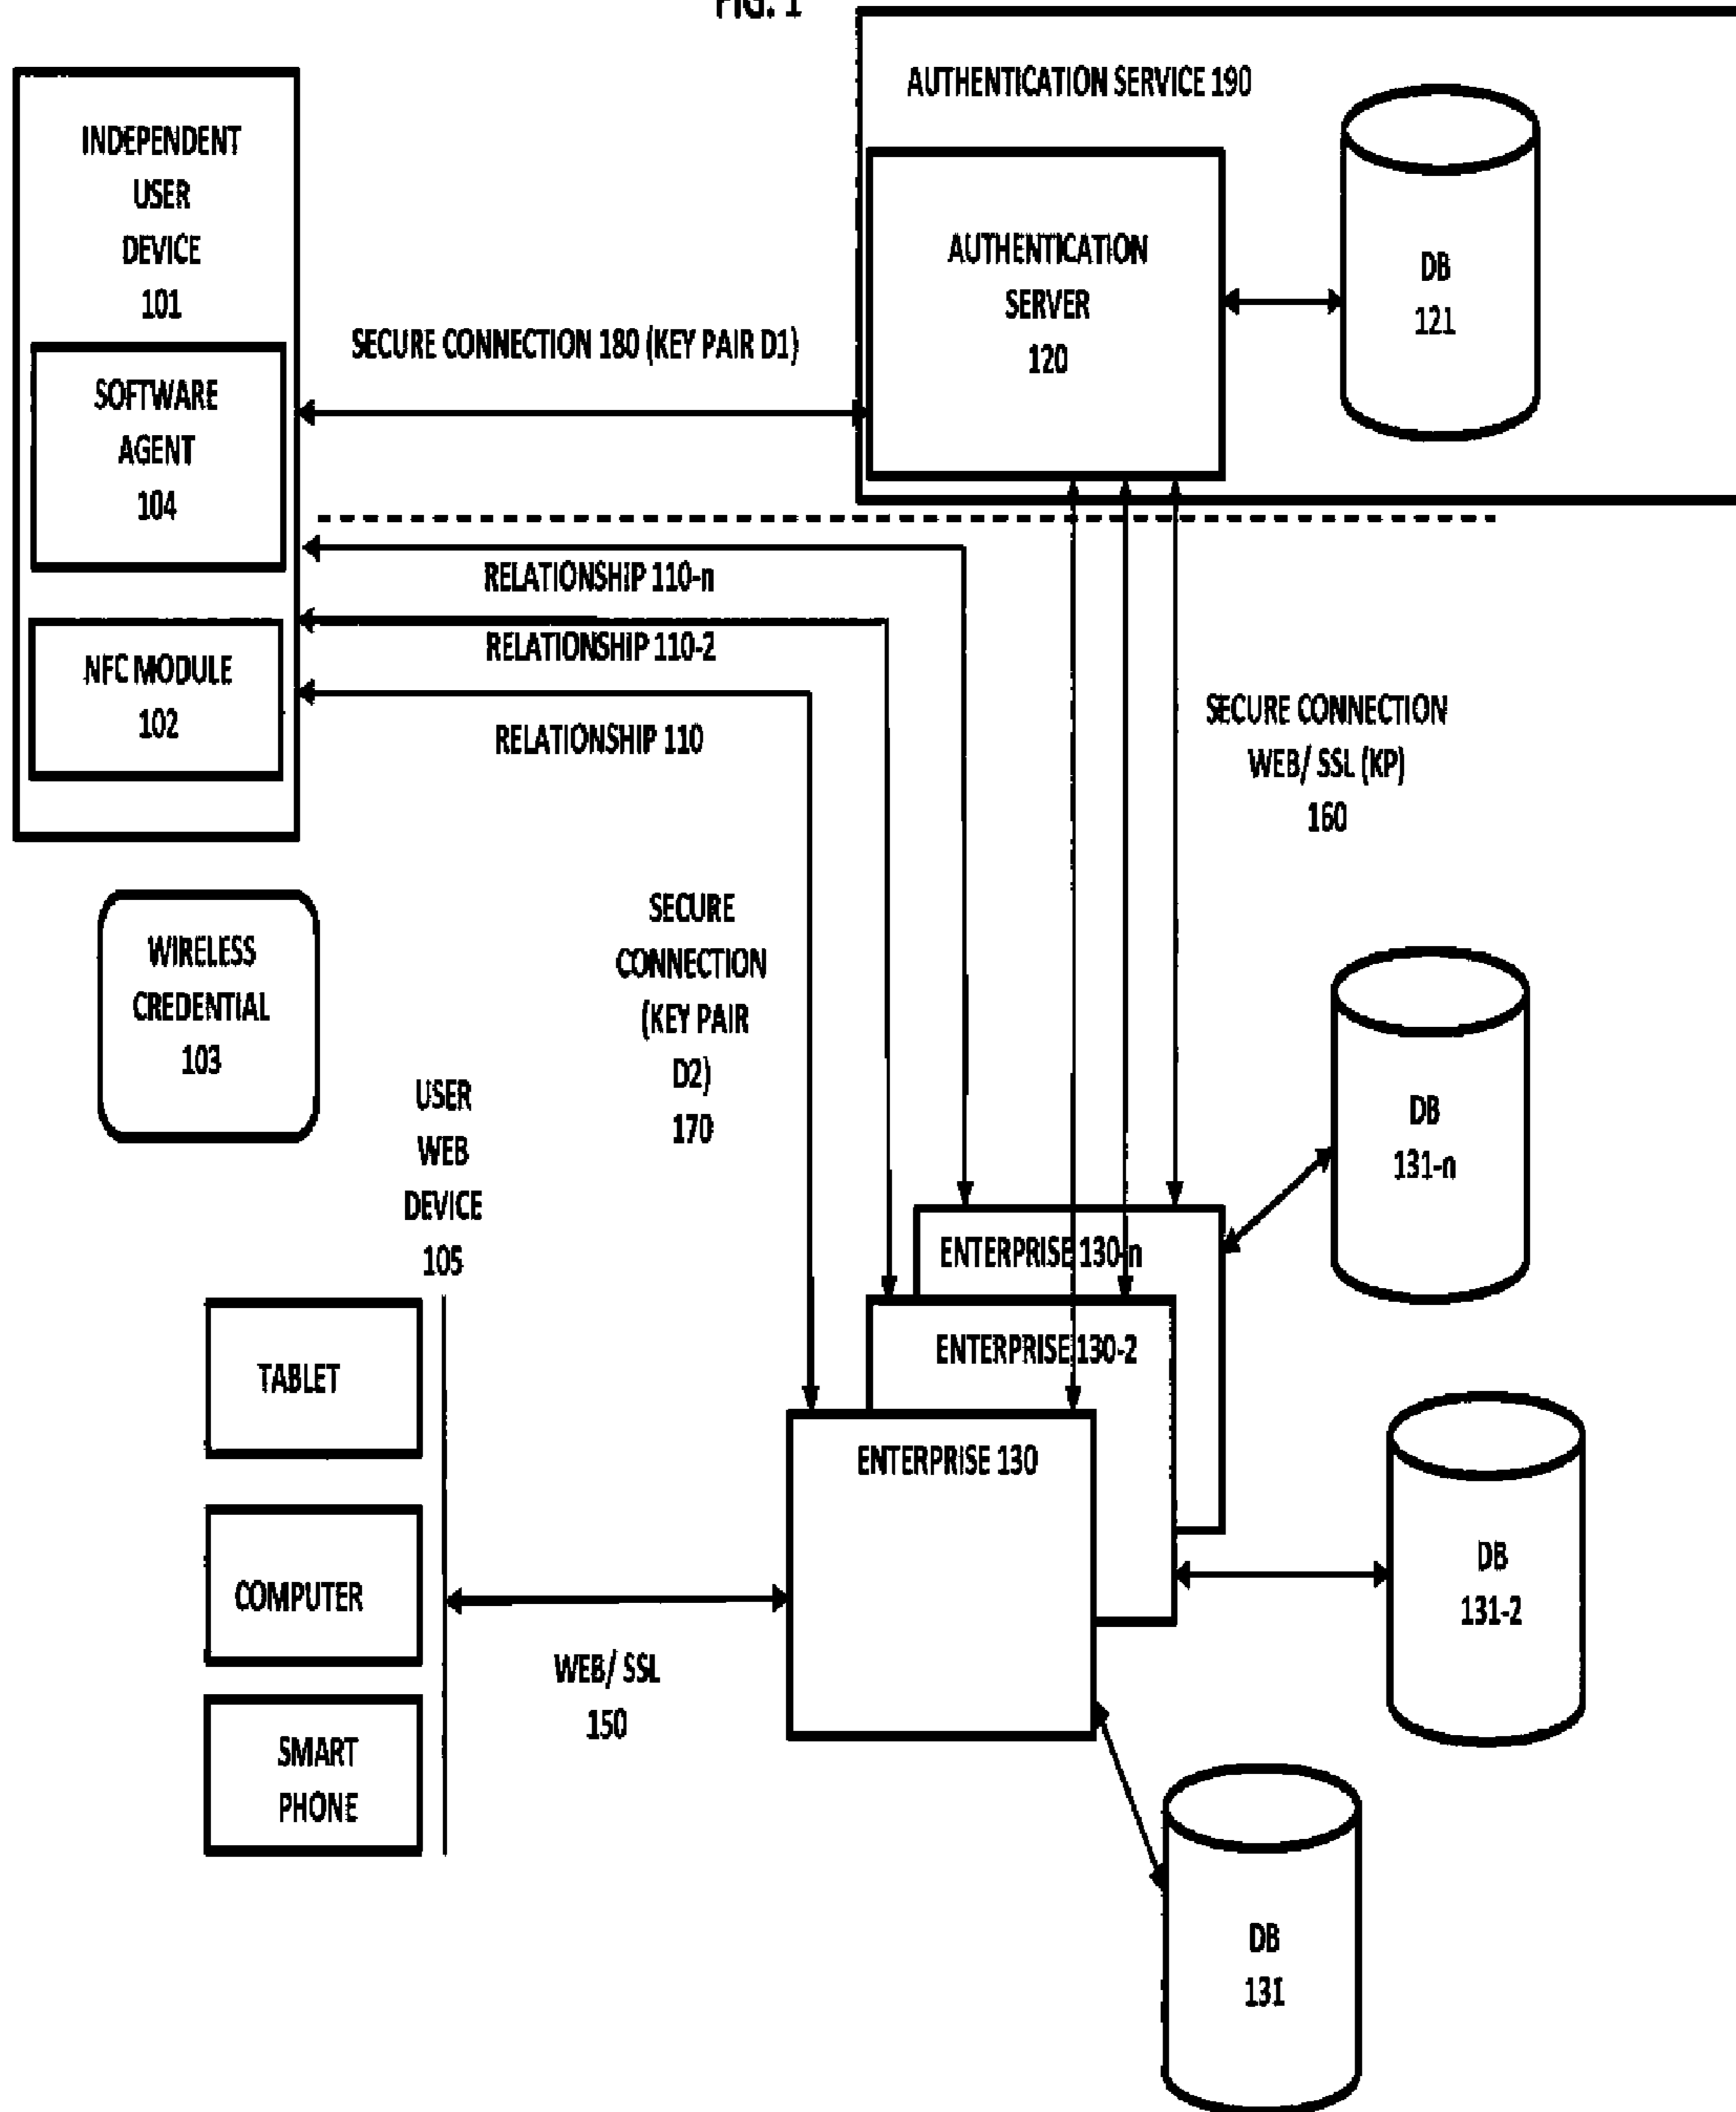 FIG. 1
AUTHENTICATION SERVICE 190
INDEPENDENT
USER
DEVICE
101
SOFTWARE
AGENT
104
NFC MODULE
102
SECURE CONNECTION 180 (KEY PAIR D1)
AUTHENTICATION
SERVER
120
DB
121
RELATIONSHIP 110-n
RELATIONSHIP 110-2
RELATIONSHIP 110
SECURE CONNECTION
WEB/ SSL (KP)
160
WIRELESS
CREDENTIAL
103
SECURE
CONNECTION
(KEY PAIR
D2)
170
USER
WEB
DEVICE
105
DB
131-n
ENTERPRISE 130-n
ENTERPRISE 130-2
ENTERPRISE 130
TABLET
COMPUTER
SMART
PHONE
WEB/ SSL
150
DB
131-2
DB
131